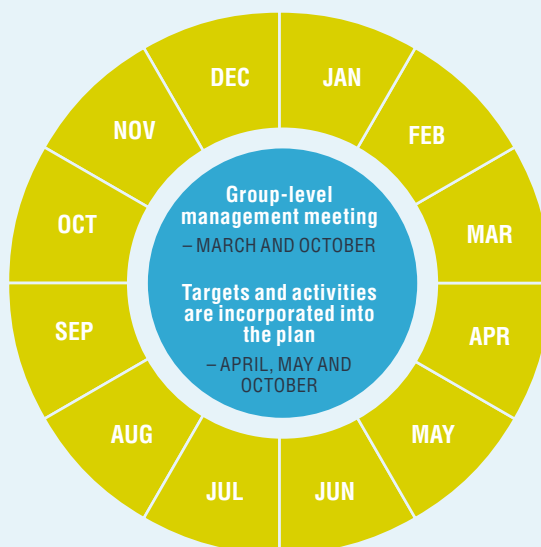 DEC
JAN
NOV
FEB
OCT
MAR
SEP
APR
AUG
MAY
JUL
JUN
Group-level
management meeting
– MARCH AND OCTOBER
Targets and activities
are incorporated into
the plan
– APRIL, MAY AND
OCTOBER